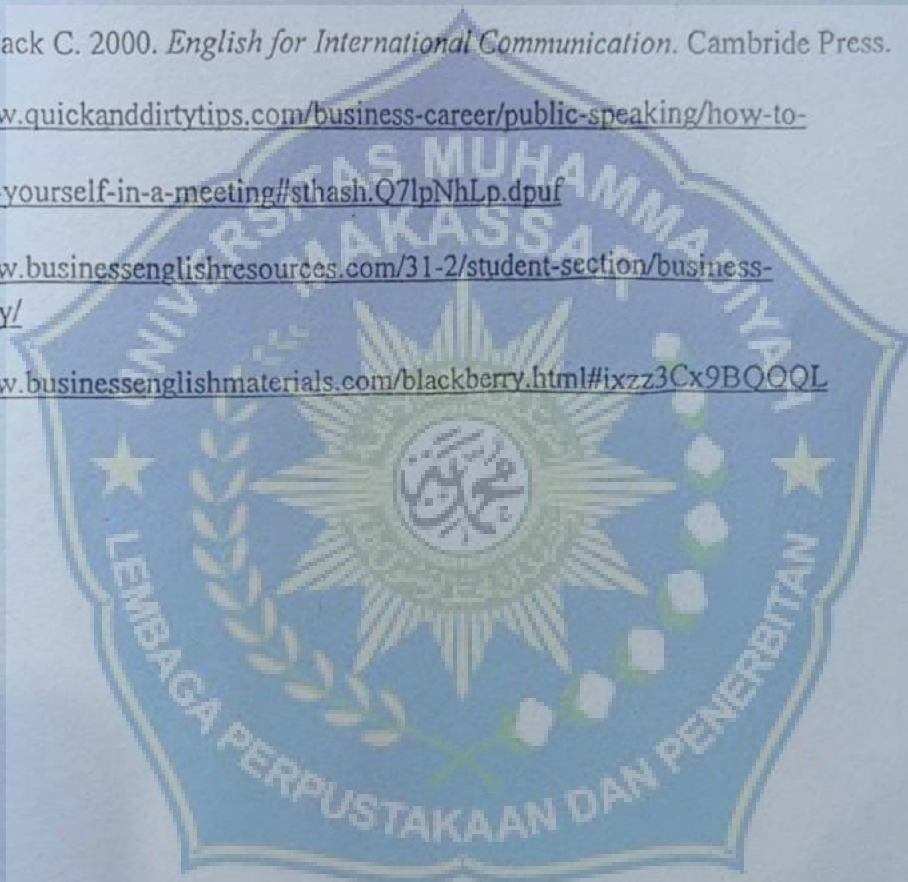 ack C. 2000. English for International Communication. Cambride Press.
w.quickanddirtytips.com/business-career/public-speaking/how-to-
-yourself-in-a-meeting#sthash.Q7lpNhLp.dpuf
w.businessenglishresources.com/31-2/student-section/business-
y/
w.businessenglishmaterials.com/blackberry.html#ixzz3Cx9BQOQL
UNIVERSITAS MUHAMMADIYAH
MAKASSAR
محمدية
LEMBAGA PERPUSTAKAAN DAN PENERBITAN